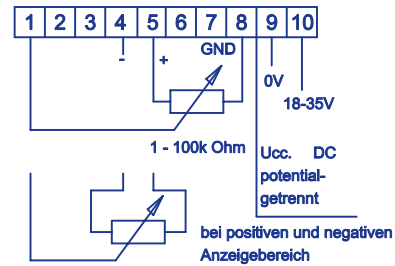 1 2 3 4 5 6 7 8 9 10
- + GND
0V
18-35V
1 - 100k Ohm
Ucc. DC
potential-
getrennt
bei positiven und negativen
Anzeigebereich